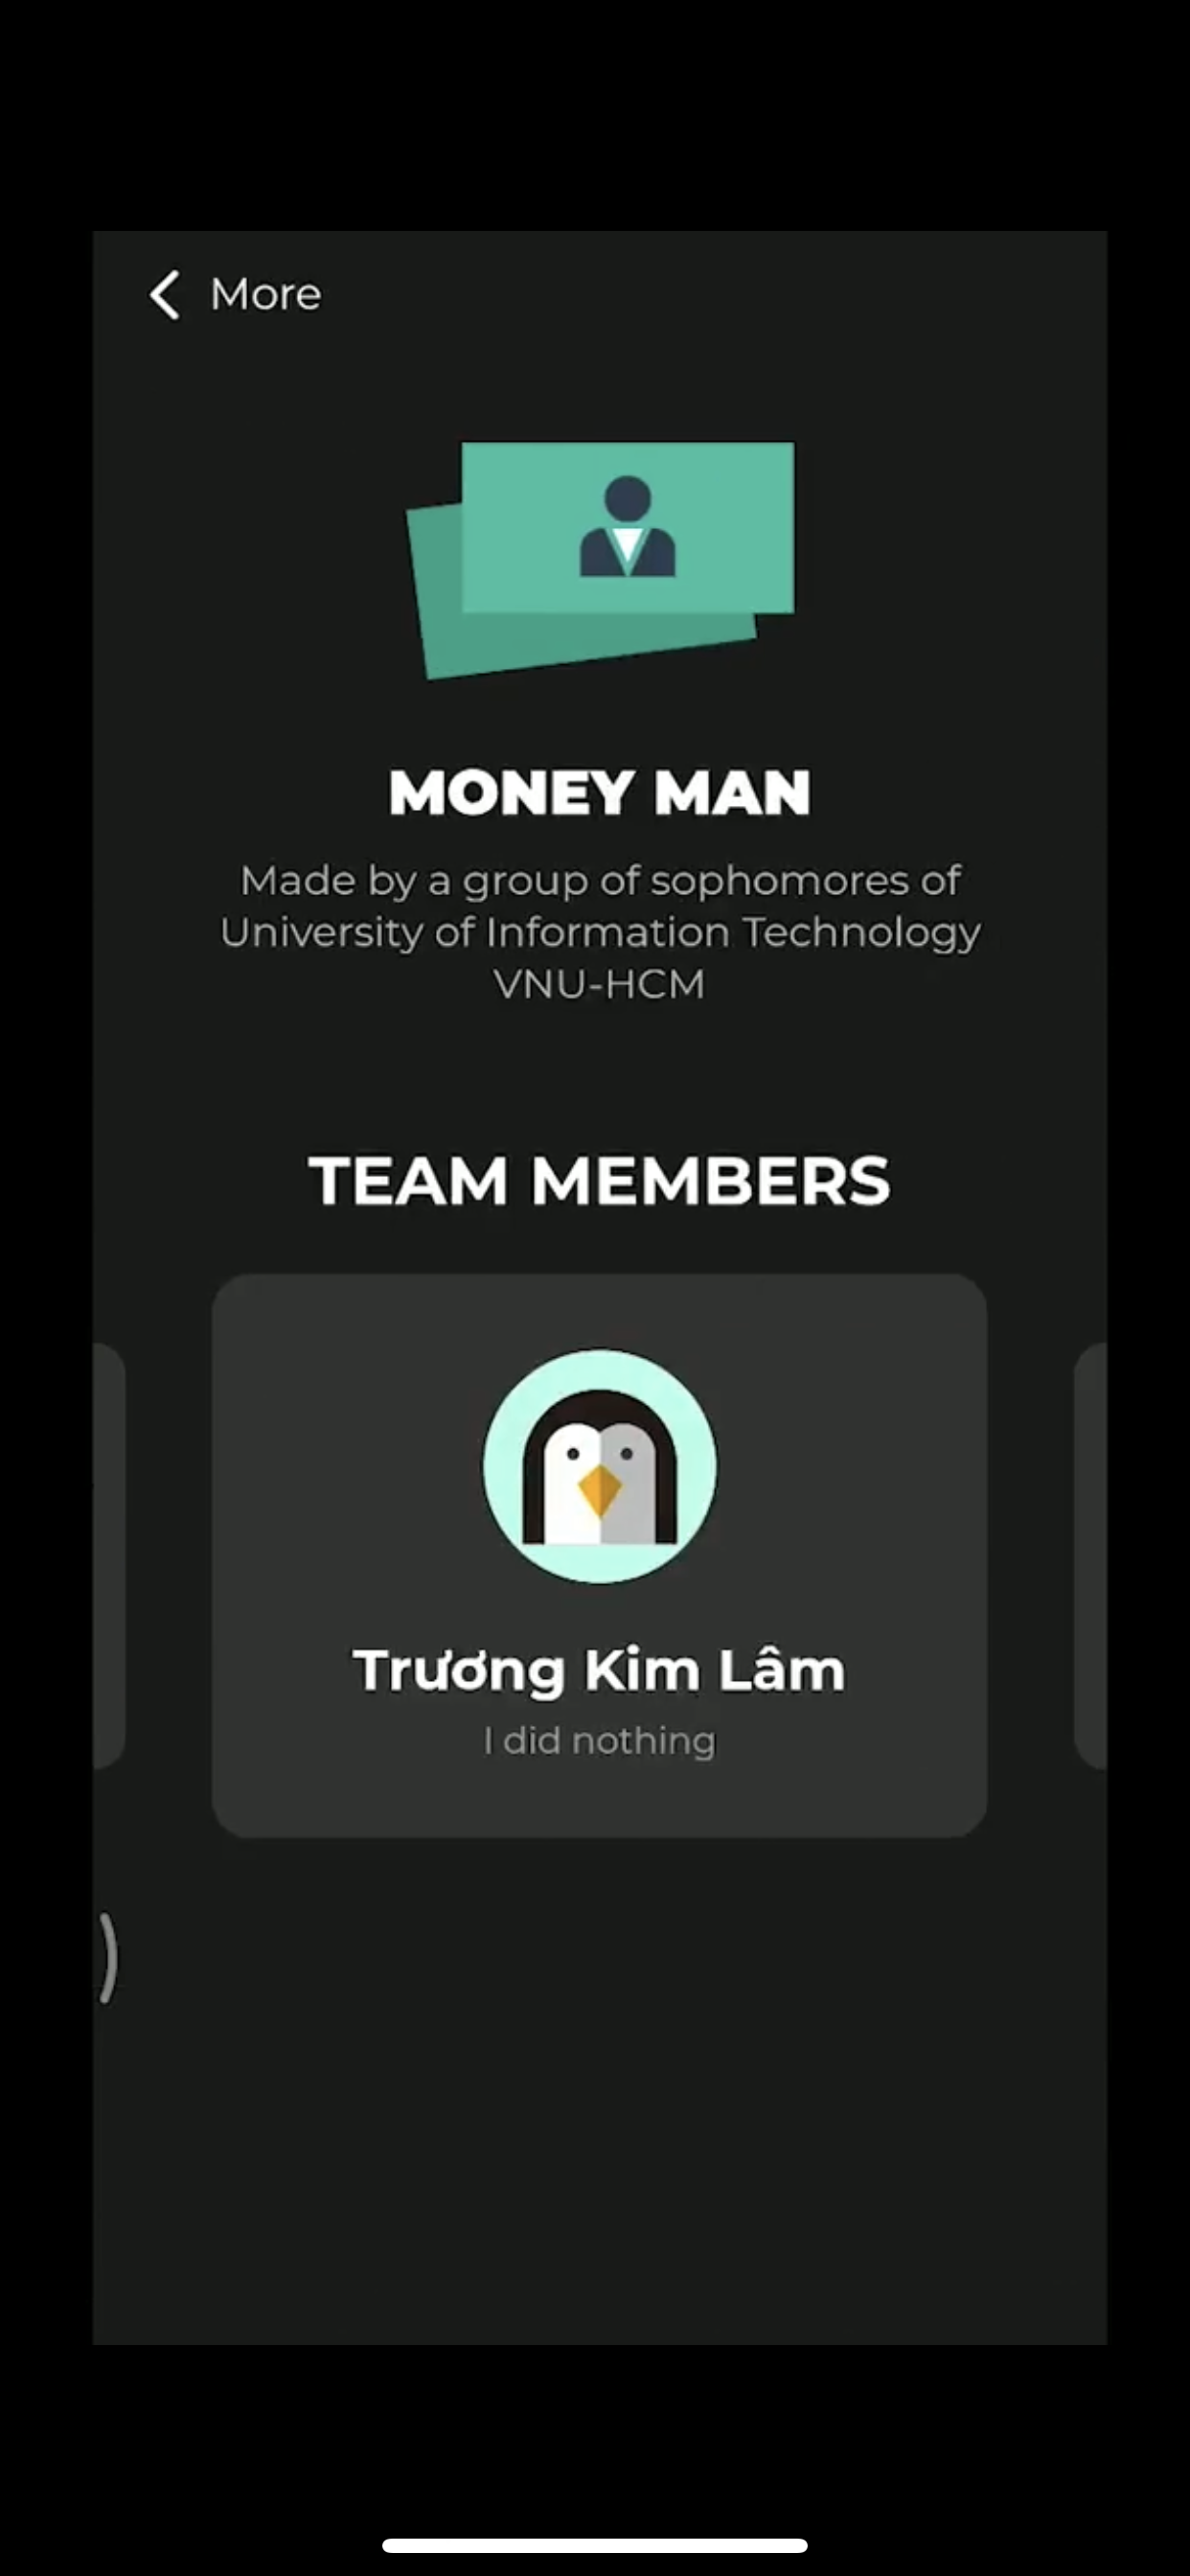 More
MONEY MAN
Made by a group of sophomores of
University of Information Technology
VNU-HCM
TEAM MEMBERS
Trương Kim Lâm
I did nothing